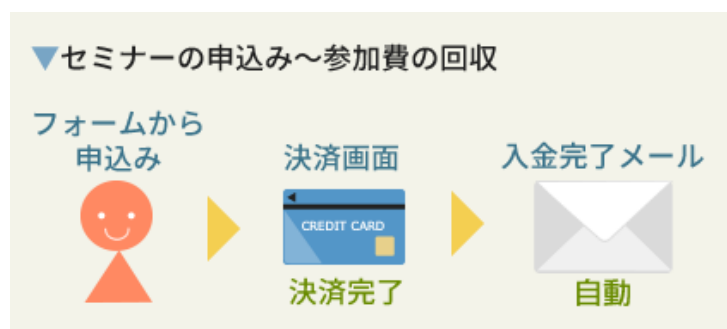 ▼セミナーの申込み～参加費の回収
フォームから
申込み
決済画面
入金完了メール
CREDIT CARD
決済完了
自動